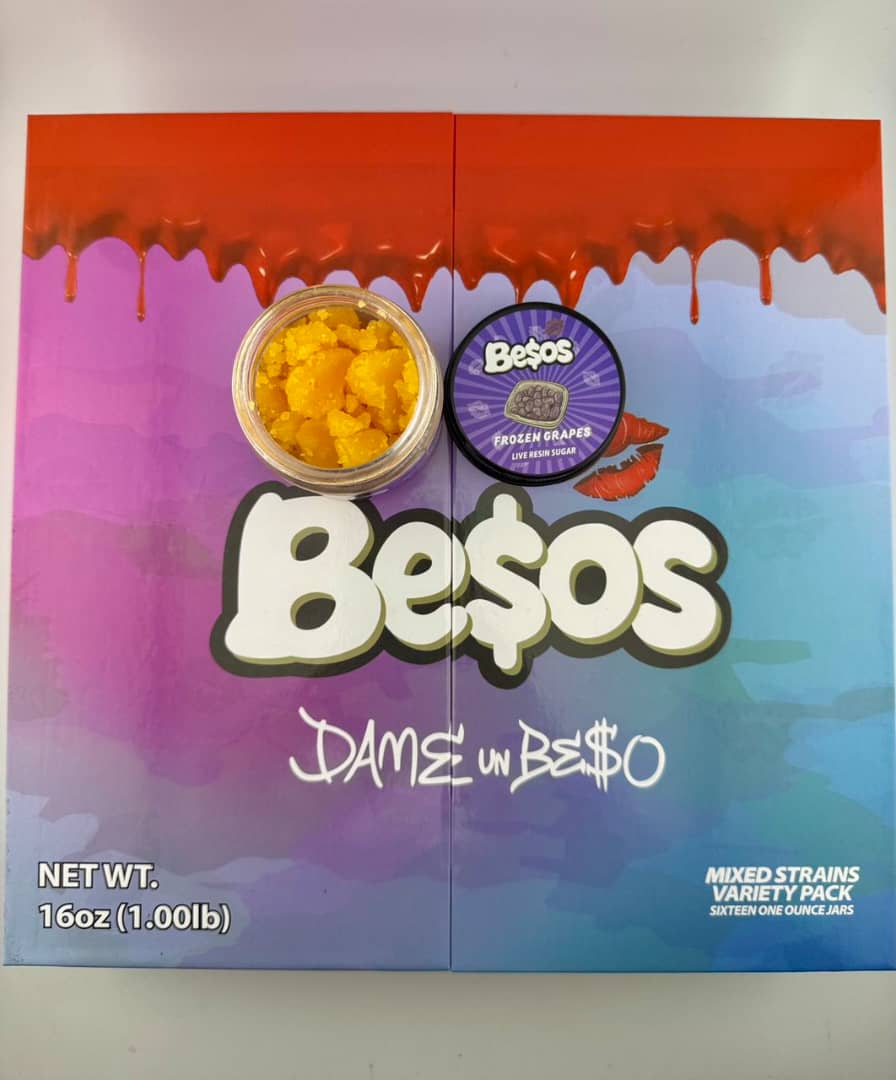 Be$os
FROZEN GRAPES
LIVE RESIN SUGAR
Be$os
DAME UN BE$O
NET WT.
16oz (1.00lb)
MIXED STRAINS
VARIETY PACK
SIXTEEN ONE OUNCE JARS